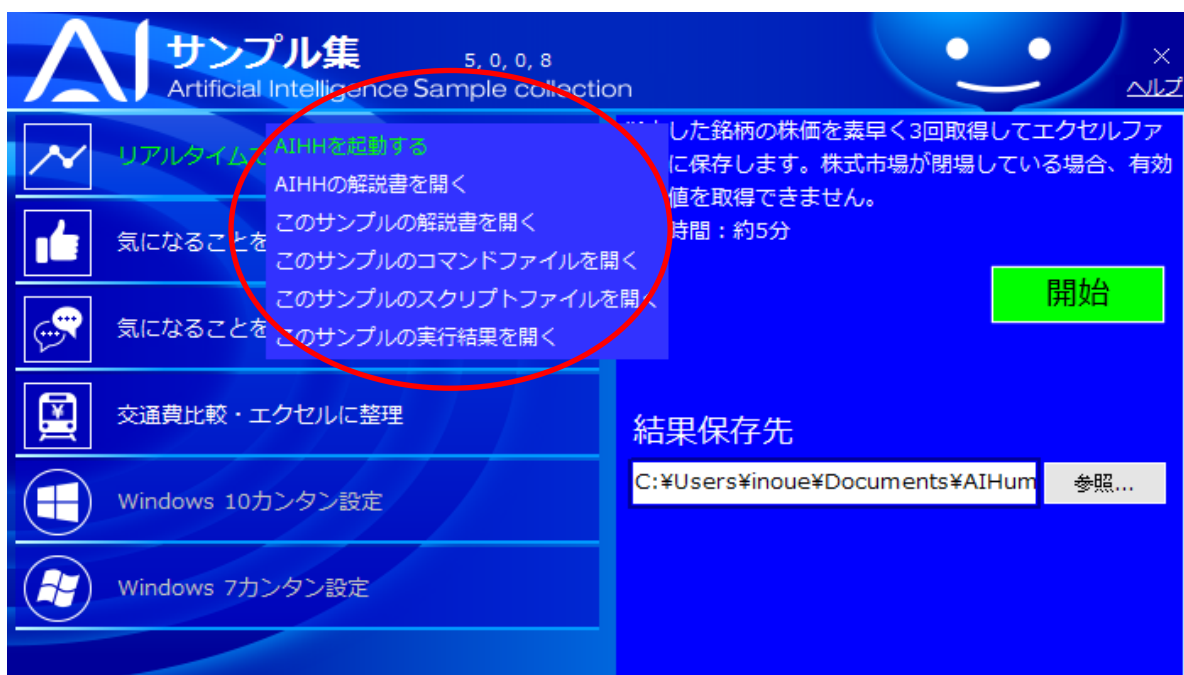 AI
サンプル集
5, 0, 0, 8
Artificial Intelligence Sample collection
×
ヘルプ
リアルタイムで
気になることを
気になることを
交通費比較・エクセルに整理
Windows 10カンタン設定
Windows 7カンタン設定
AIHHを起動する
AIHHの解説書を開く
このサンプルの解説書を開く
このサンプルのコマンドファイルを開く
このサンプルのスクリプトファイルを開く
このサンプルの実行結果を開く
した銘柄の株価を素早く3回取得してエクセルファ
に保存します。株式市場が閉場している場合、有効
値を取得できません。
時間：約5分
開始
結果保存先
C:¥Users¥inoue¥Documents¥AIHum
参照...